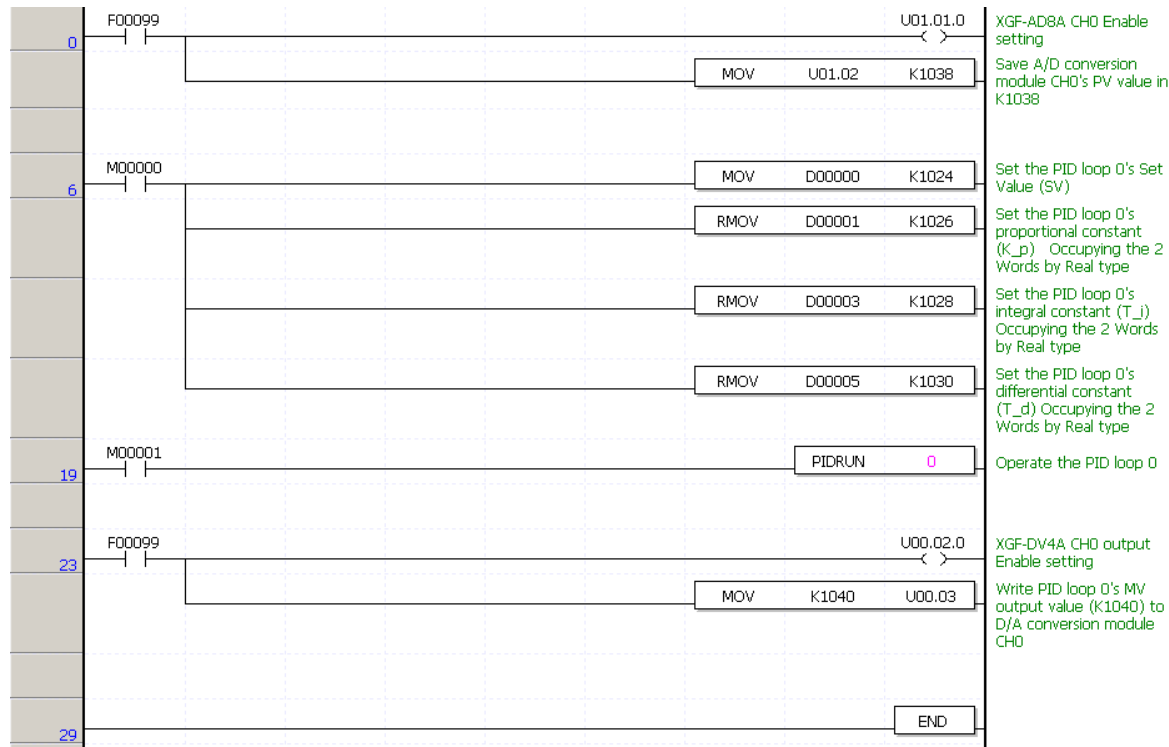 F00099
U01.01.0
XGF-AD8A CH0 Enable
setting
0
MOV U01.02 K1038
Save A/D conversion
module CH0's PV value in
K1038
M00000
6
MOV D00000 K1024
Set the PID loop 0's Set
Value (SV)
RMOV D00001 K1026
Set the PID loop 0's
proportional constant
(K_p) Occupying the 2
Words by Real type
RMOV D00003 K1028
Set the PID loop 0's
integral constant (T_i)
Occupying the 2 Words
by Real type
RMOV D00005 K1030
Set the PID loop 0's
differential constant
(T_d) Occupying the 2
Words by Real type
M00001
19
PIDRUN 0
Operate the PID loop 0
F00099
U00.02.0
23
XGF-DV4A CH0 output
Enable setting
MOV K1040 U00.03
Write PID loop 0's MV
output value (K1040) to
D/A conversion module
CH0
29
END